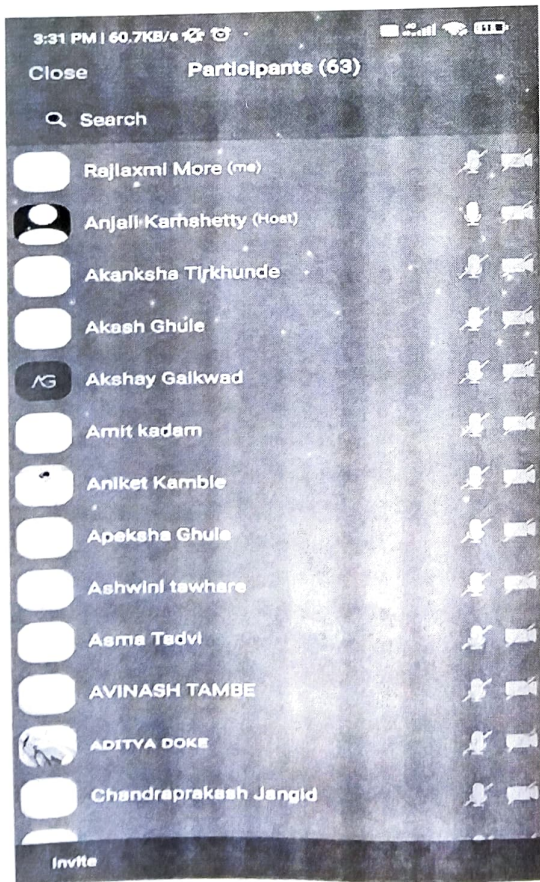 3:31 PM | 60.7KB/s
Close
Participants (63)
Search
Rajlaxmi More (me)
Anjali Kamshetty (Host)
Akanksha Tirkhunde
Akash Ghule
AG
Akshay Gaikwad
Amit kadam
Aniket Kamble
Apeksha Ghule
Ashwini tawhare
Asma Tadvi
AVINASH TAMBE
ADITYA DOKE
Chandraprakash Jangid
Invite